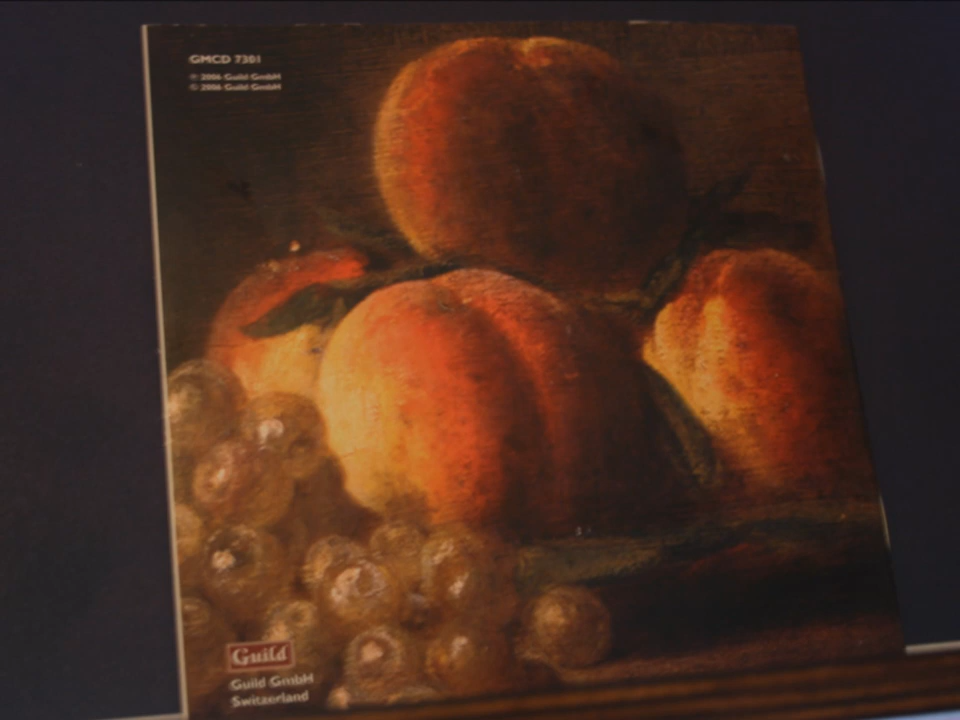 GMCD 7301
℗ 2006 Guild GmbH
© 2006 Guild GmbH
Guild
Guild GmbH
Switzerland